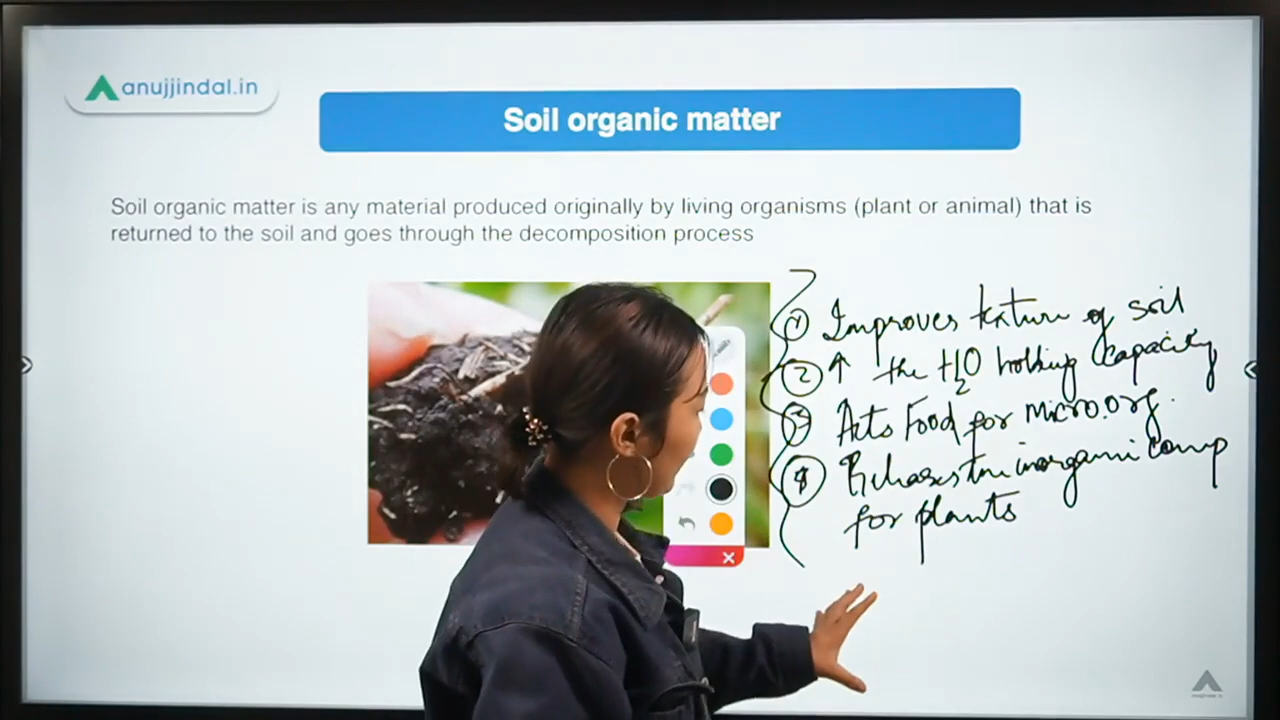 anujjindal.in
Soil organic matter
Soil organic matter is any material produced originally by living organisms (plant or animal) that is
returned to the soil and goes through the decomposition process
1 Improves texture of soil
2 ↑ the H2O holding capacity
3 Acts Food for micro.org.
4 Releases the inorganic comp
for plants